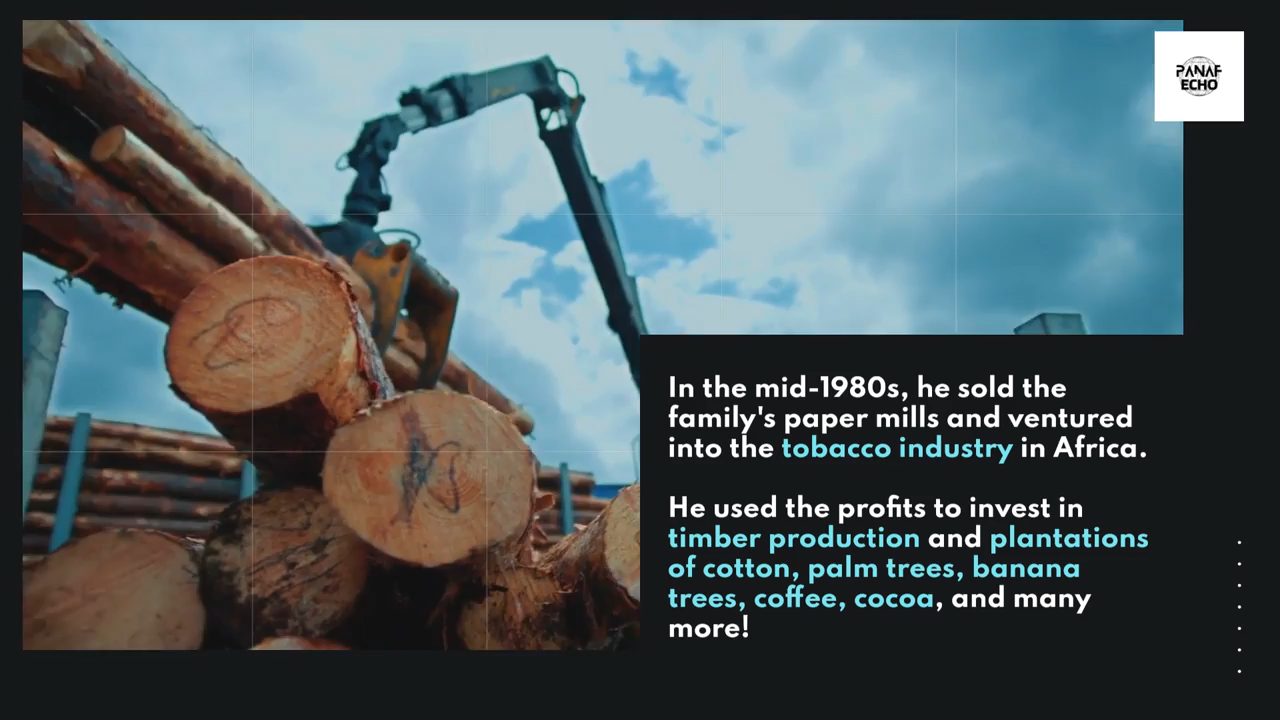 PANAF
ECHO
In the mid-1980s, he sold the
family's paper mills and ventured
into the tobacco industry in Africa.
He used the profits to invest in
timber production and plantations
of cotton, palm trees, banana
trees, coffee, cocoa, and many
more!